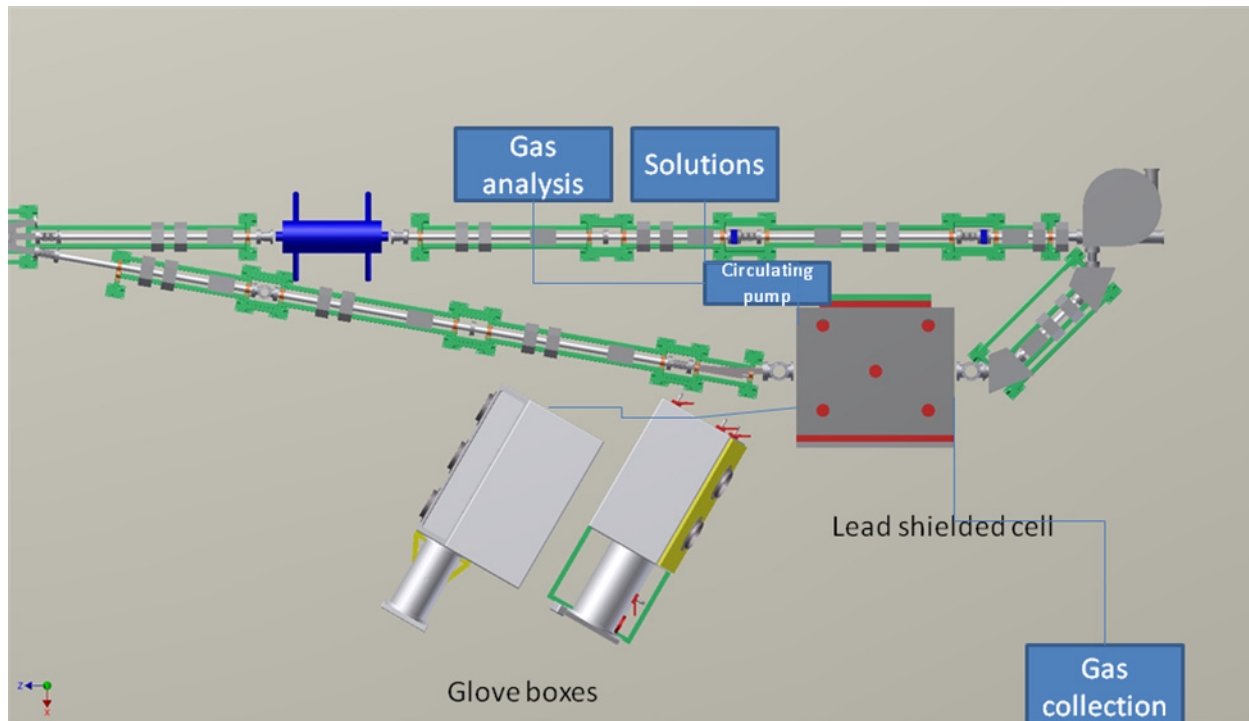 Gas
analysis
Solutions
Circulating
pump
Lead shielded cell
Glove boxes
Gas
collection
Z
X